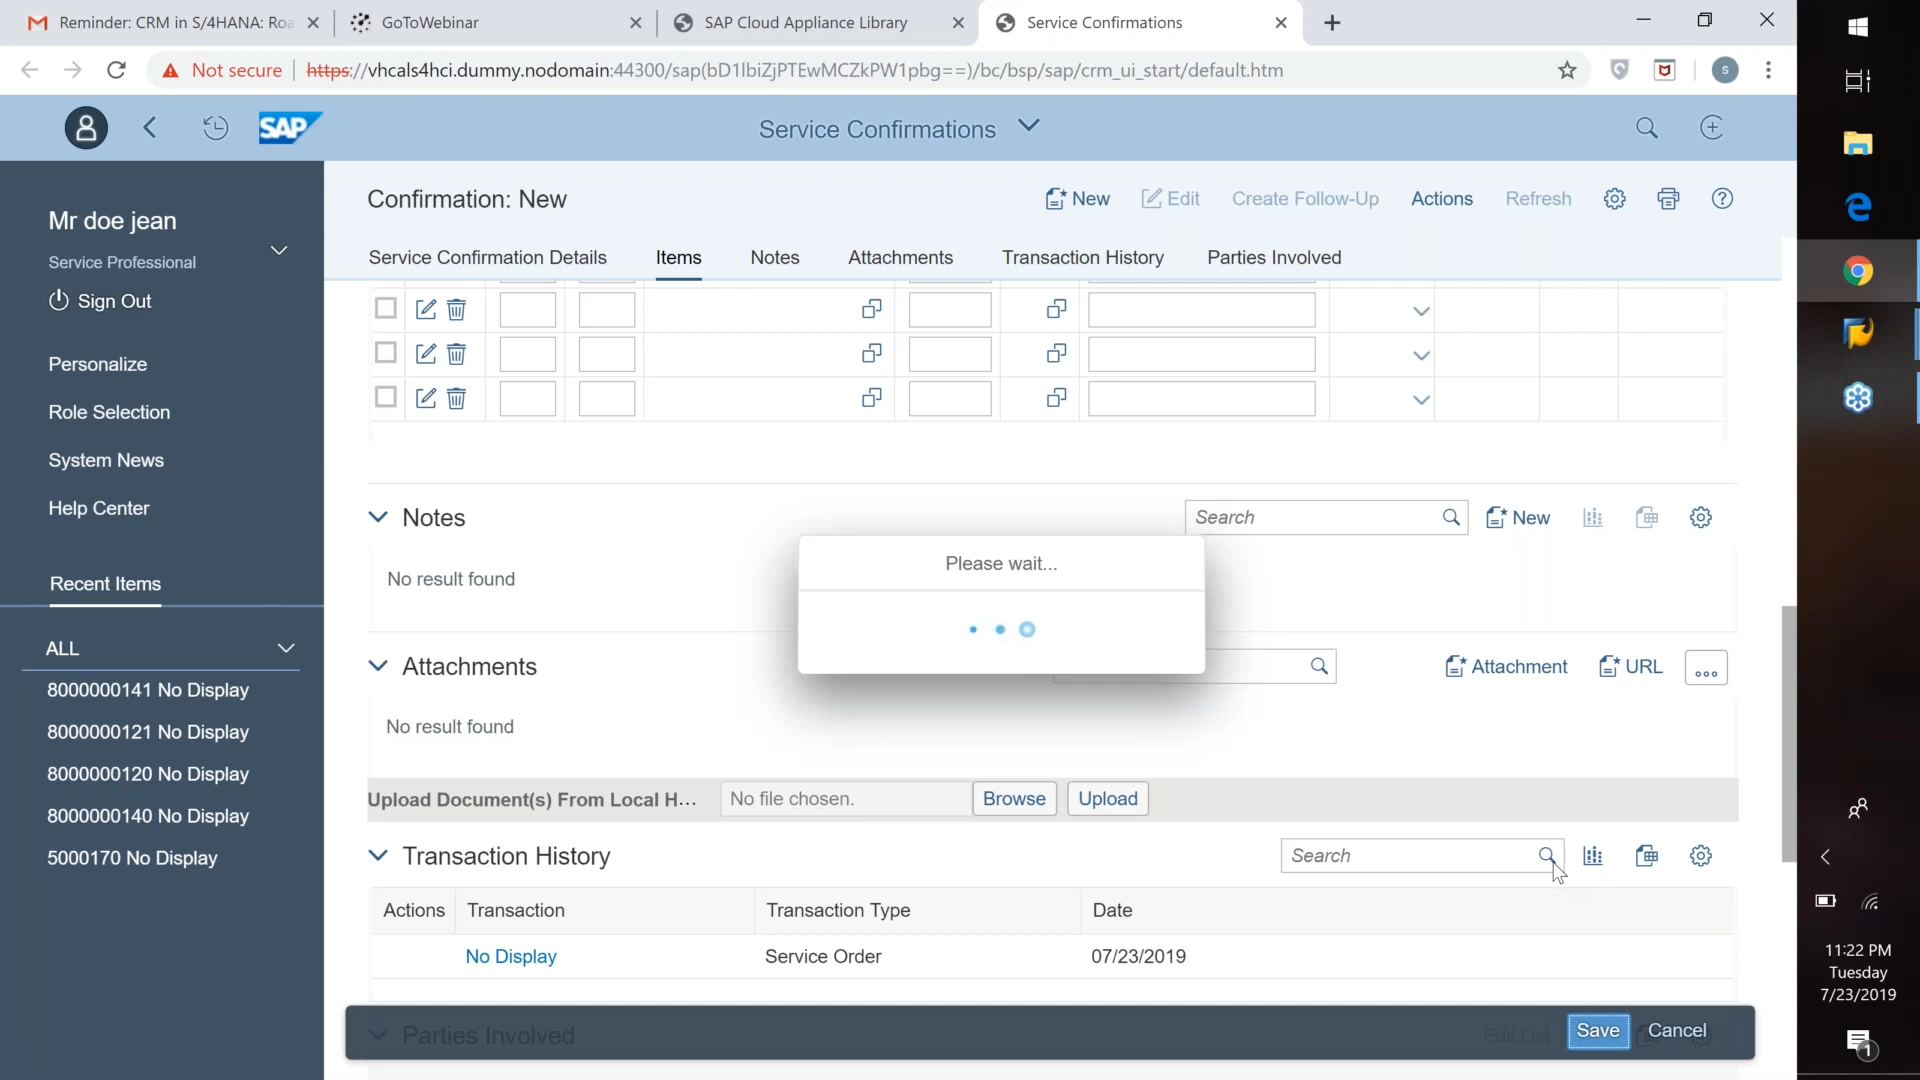 Reminder: CRM in S/4HANA: Roa
GoToWebinar
SAP Cloud Appliance Library
Service Confirmations
Not secure
https://vhcals4hci.dummy.nodomain:44300/sap(bD1lbiZjPTEwMCZkPW1pbg==)/bc/bsp/sap/crm_ui_start/default.htm
s
SAP
Service Confirmations
Mr doe jean
Service Professional
Sign Out
Personalize
Role Selection
System News
Help Center
Recent Items
ALL
8000000141 No Display
8000000121 No Display
8000000120 No Display
8000000140 No Display
5000170 No Display
Confirmation: New
New
Edit
Create Follow-Up
Actions
Refresh
Service Confirmation Details
Items
Notes
Attachments
Transaction History
Parties Involved
Notes
Search
New
No result found
Please wait...
Attachments
Attachment
URL
No result found
Upload Document(s) From Local H...
No file chosen.
Browse
Upload
Transaction History
Search
Actions
Transaction
Transaction Type
Date
No Display
Service Order
07/23/2019
Parties Involved
Edit List
Save
Cancel
11:22 PM
Tuesday
7/23/2019
1